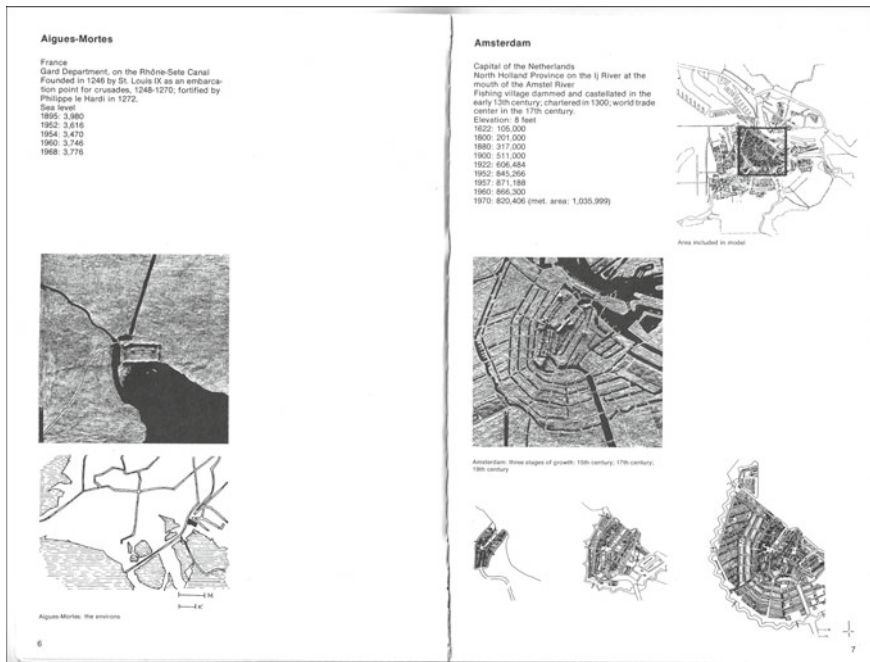 Aigues-Mortes
France
Gard Department, on the Rhône-Sete Canal
Founded in 1246 by St. Louis IX as an embarca-
tion point for crusades, 1248-1270; fortified by
Philippe le Hardi in 1272.
Sea level
1895: 3,980
1952: 3,616
1954: 3,470
1960: 3,746
1968: 3,776
M
K
Aigues-Mortes: the environs
6
Amsterdam
Capital of the Netherlands
North Holland Province on the Ij River at the
mouth of the Amstel River
Fishing village dammed and castellated in the
early 13th century; chartered in 1300; world trade
center in the 17th century.
Elevation: 8 feet
1622: 105,000
1800: 201,000
1880: 317,000
1900: 511,000
1922: 606,484
1952: 845,266
1957: 871,188
1960: 866,300
1970: 820,406 (met. area: 1,035,999)
Area included in model
Amsterdam: three stages of growth: 15th century; 17th century;
19th century
7